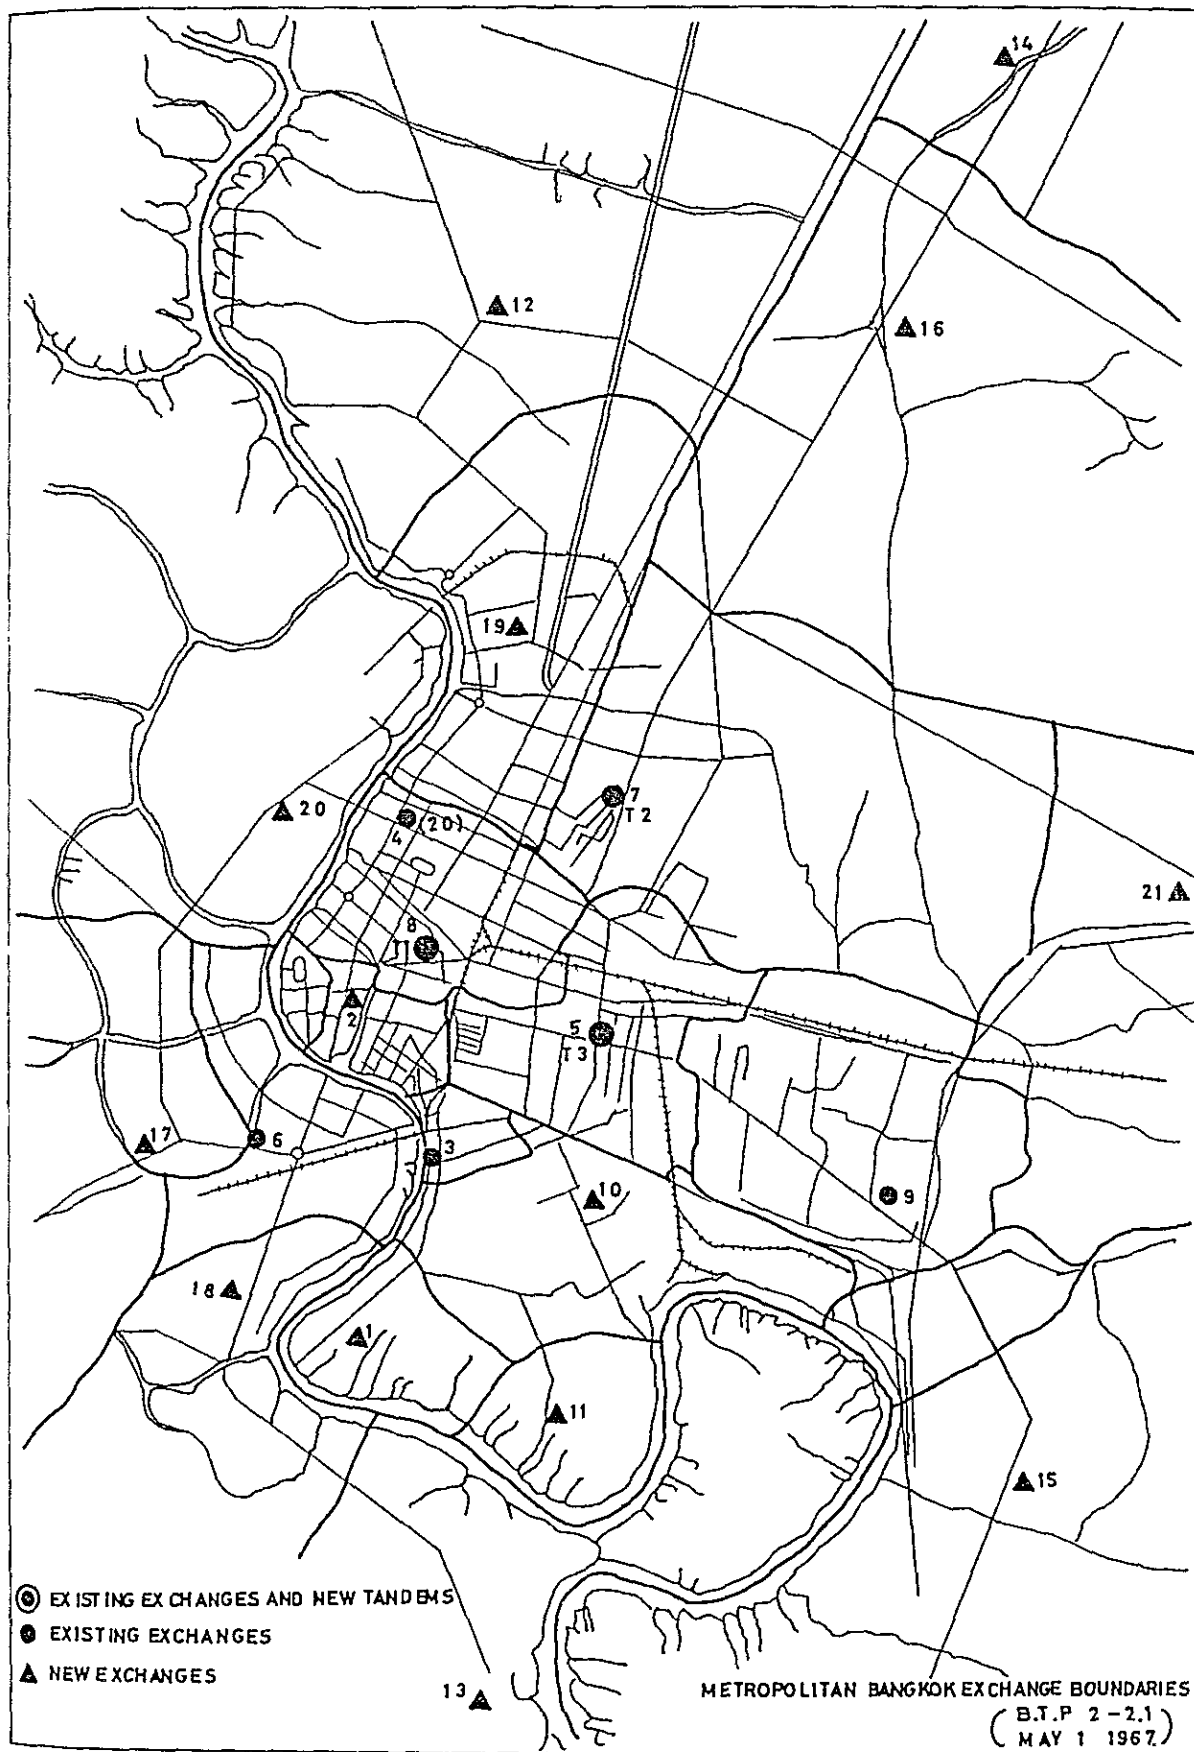 14
12
16
19
7
T2
20
4
(20)
21
8
T1
2
5
T3
17
6
3
10
9
18
1
11
15
EXISTING EXCHANGES AND NEW TANDEMS
EXISTING EXCHANGES
NEW EXCHANGES
13
METROPOLITAN BANGKOK EXCHANGE BOUNDARIES
( B.T.P 2-2.1 )
MAY 1 1967.